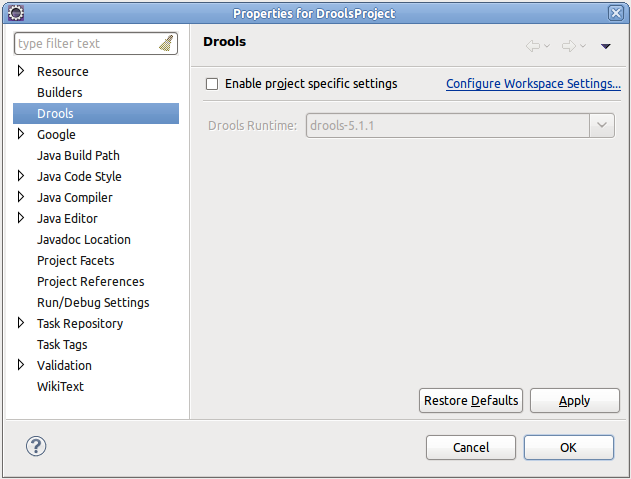 Properties for DroolsProject
type filter text
Resource
Builders
Drools
Google
Java Build Path
Java Code Style
Java Compiler
Java Editor
Javadoc Location
Project Facets
Project References
Run/Debug Settings
Task Repository
Task Tags
Validation
WikiText
Drools
Enable project specific settings Configure Workspace Settings...
Drools Runtime: drools-5.1.1
Restore Defaults Apply
? Cancel OK